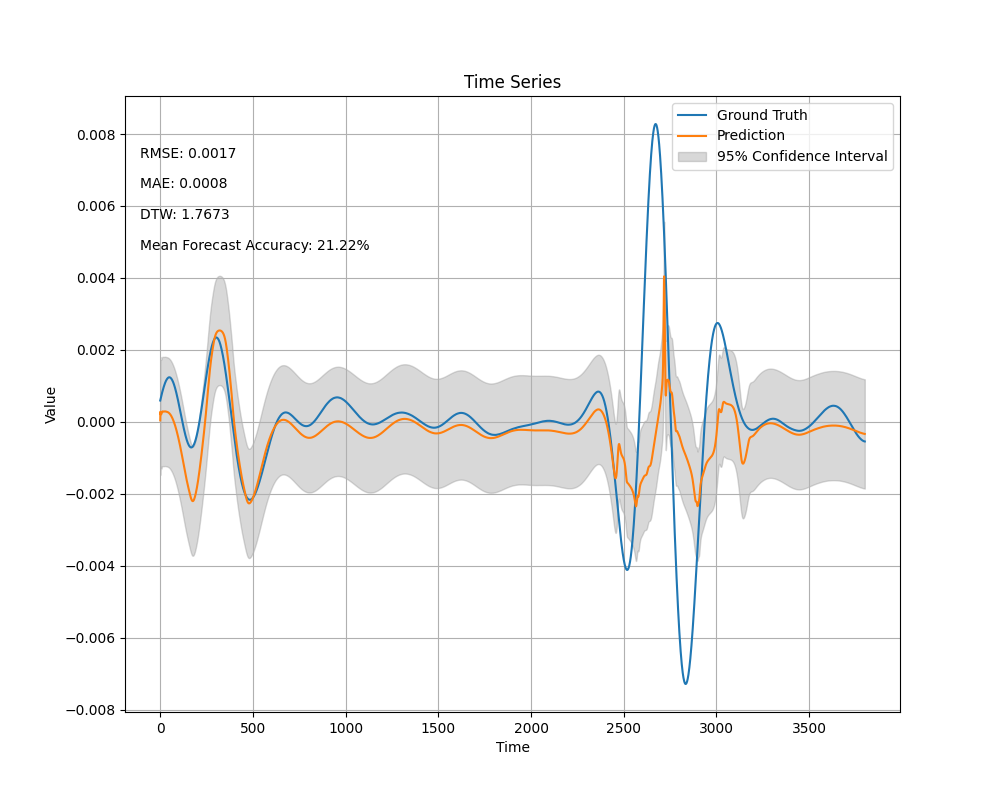 Time Series
Ground Truth
Prediction
95% Confidence Interval
RMSE: 0.0017
MAE: 0.0008
DTW: 1.7673
Mean Forecast Accuracy: 21.22%
Value
0.008
0.006
0.004
0.002
0.000
−0.002
−0.004
−0.006
−0.008
0 500 1000 1500 2000 2500 3000 3500
Time